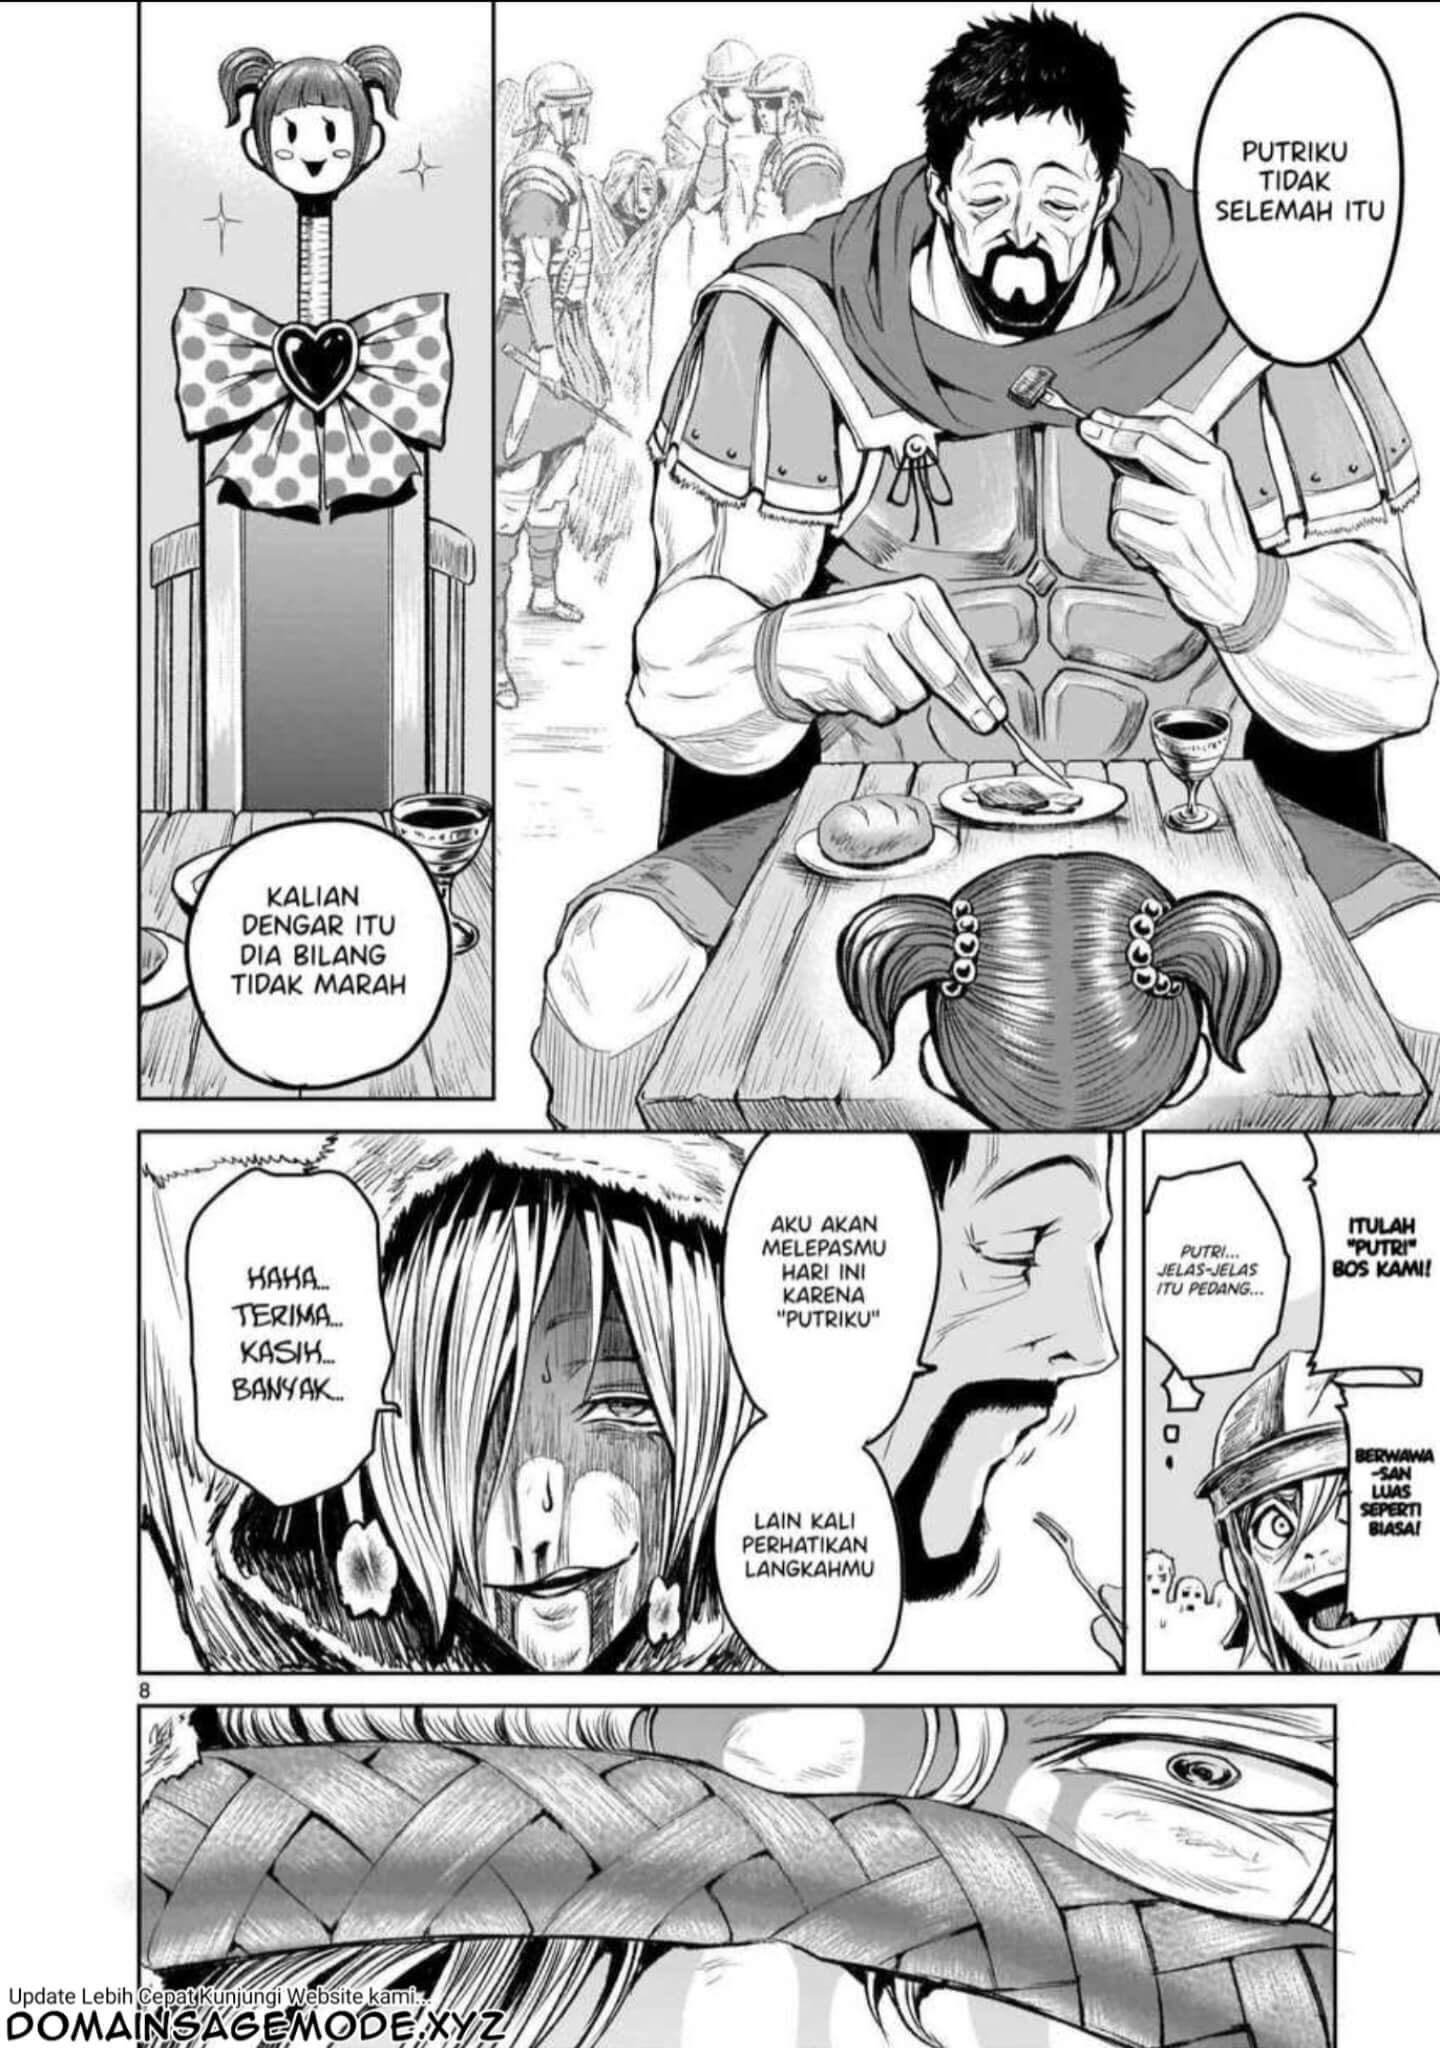 PUTRIKU
TIDAK
SELEMAH ITU
KALIAN
DENGAR ITU
DIA BILANG
TIDAK MARAH
ITULAH
"PUTRI"
BOS KAMI!
BERWAWA
-SAN
LUAS
SEPERTI
BIASA!
PUTRI...
JELAS-JELAS
ITU PEDANG...
AKU AKAN
MELEPASMU
HARI INI
KARENA
"PUTRIKU"
LAIN KALI
PERHATIKAN
LANGKAHMU
HAHA...
TERIMA...
KASIH...
BANYAK...
8
Update Lebih Cepat Kunjungi Website kami...
DOMAINSAGEMODE.XYZ